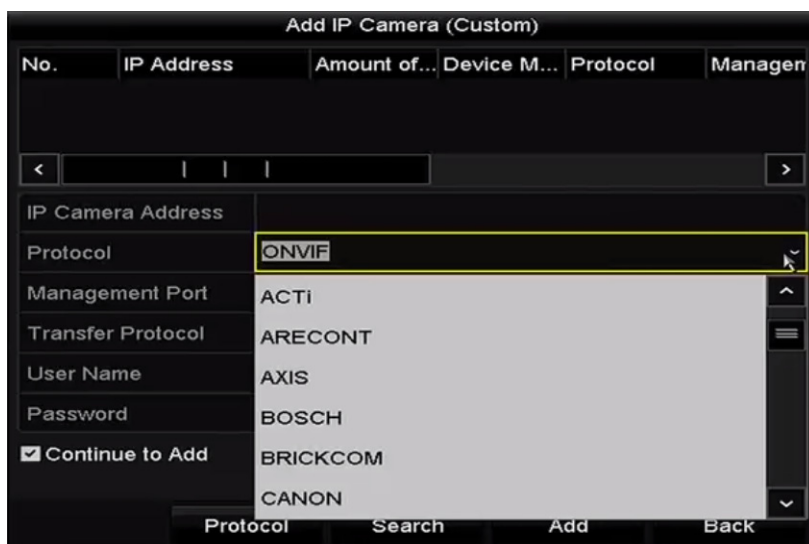 Add IP Camera (Custom)
No. IP Address Amount of... Device M... Protocol Managem
IP Camera Address
Protocol ONVIF
Management Port ACTi
Transfer Protocol ARECONT
User Name AXIS
Password BOSCH
Continue to Add BRICKCOM
CANON
Protocol Search Add Back